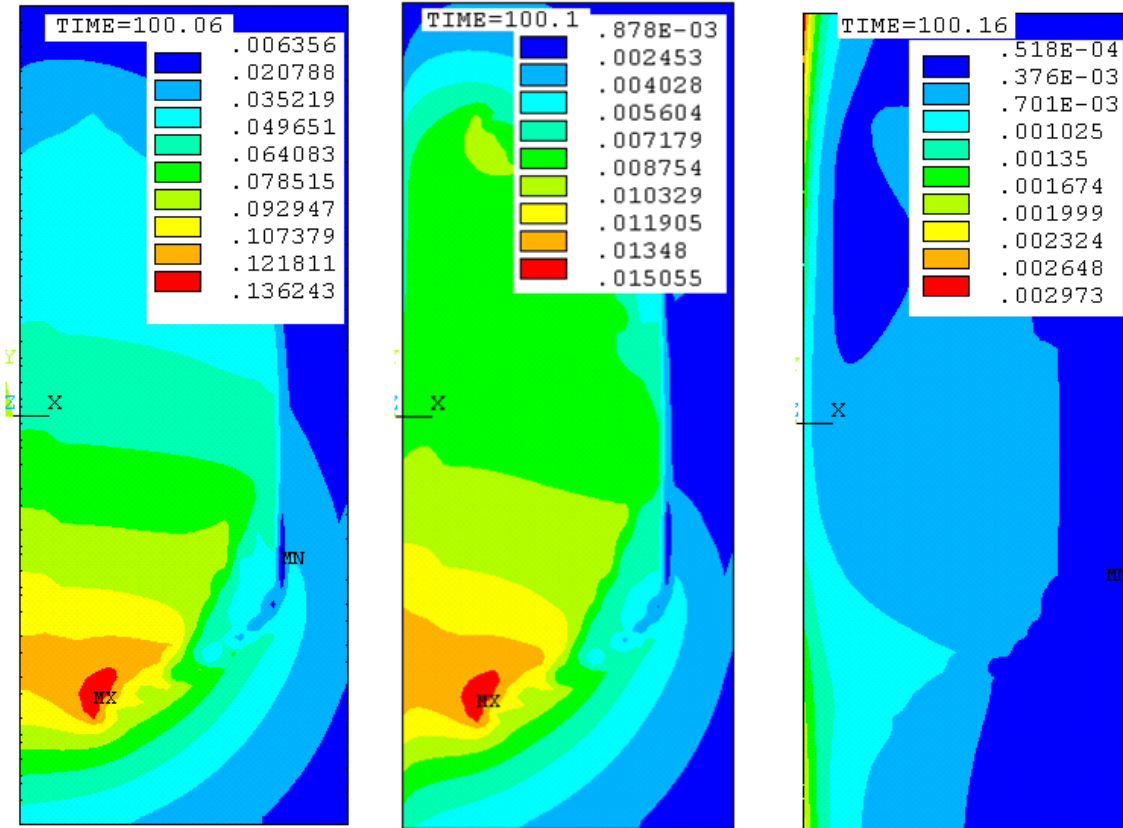 TIME=100.06
.006356
.020788
.035219
.049651
.064083
.078515
.092947
.107379
.121811
.136243
Y
Z X
MN
MX
TIME=100.1
.878E-03
.002453
.004028
.005604
.007179
.008754
.010329
.011905
.01348
.015055
X
MX
TIME=100.16
.518E-04
.376E-03
.701E-03
.001025
.00135
.001674
.001999
.002324
.002648
.002973
Z X